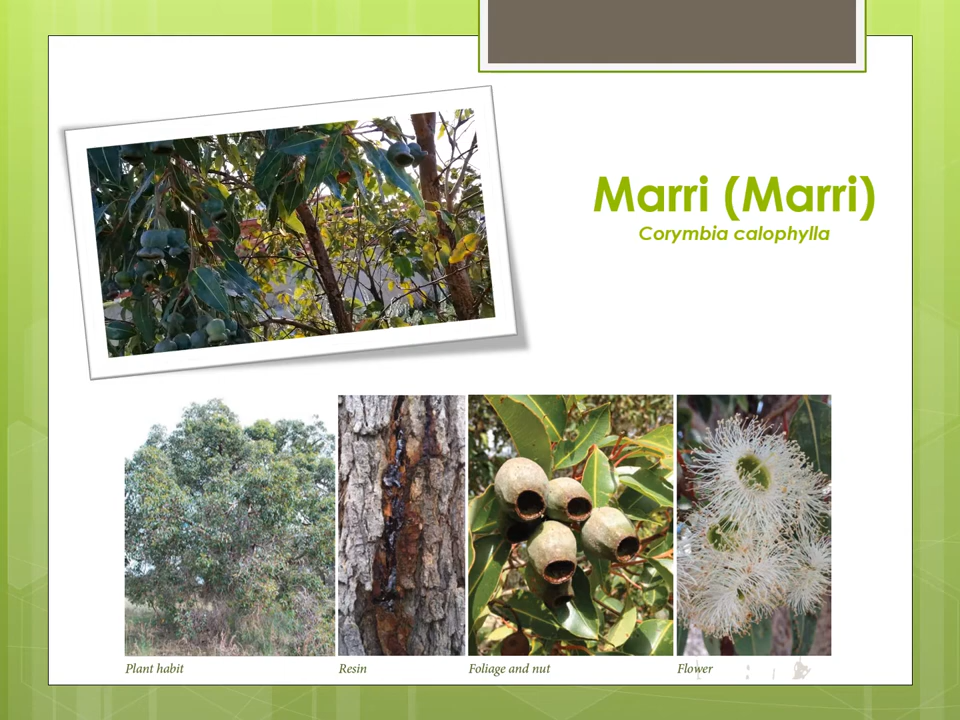 Marri (Marri)
Corymbia calophylla
Plant habit
Resin
Foliage and nut
Flower